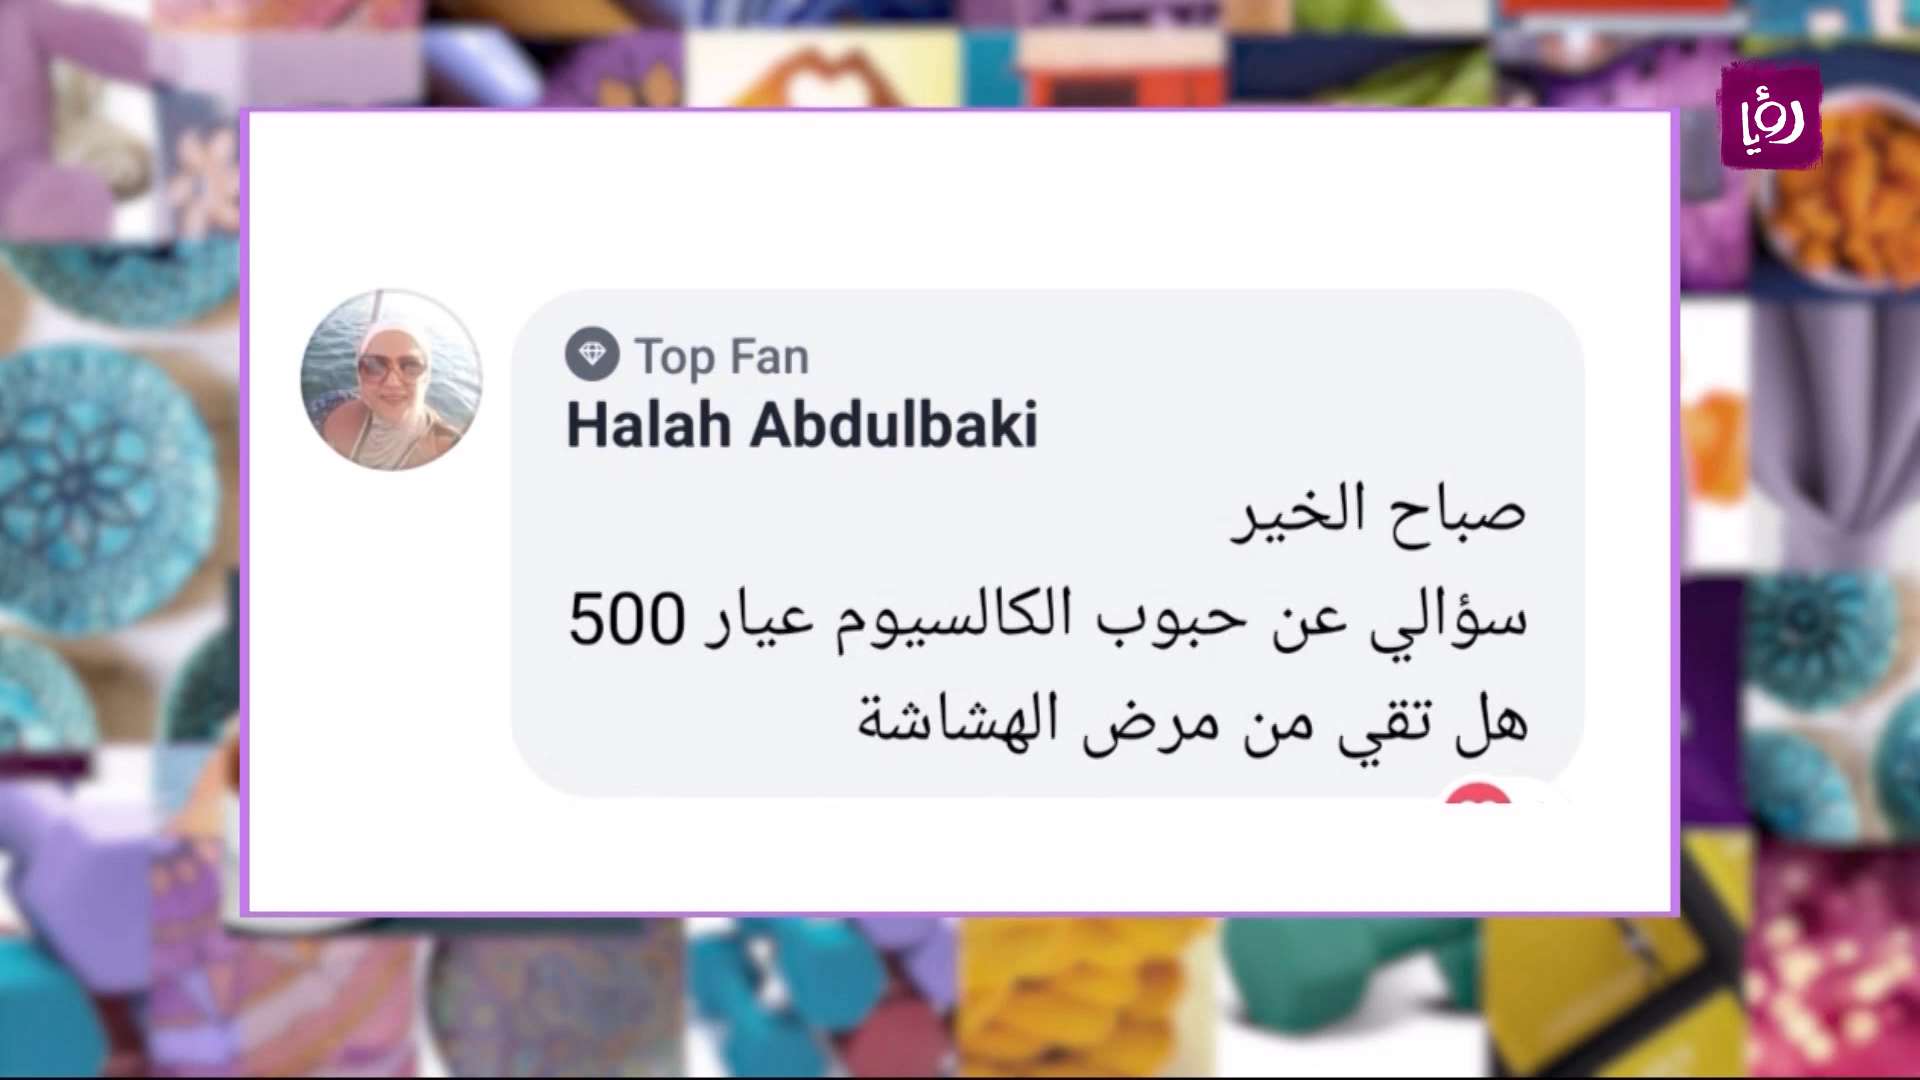 رؤيا
Top Fan
Halah Abdulbaki
صباح الخير
سؤالي عن حبوب الكالسيوم عيار 500
هل تقي من مرض الهشاشة